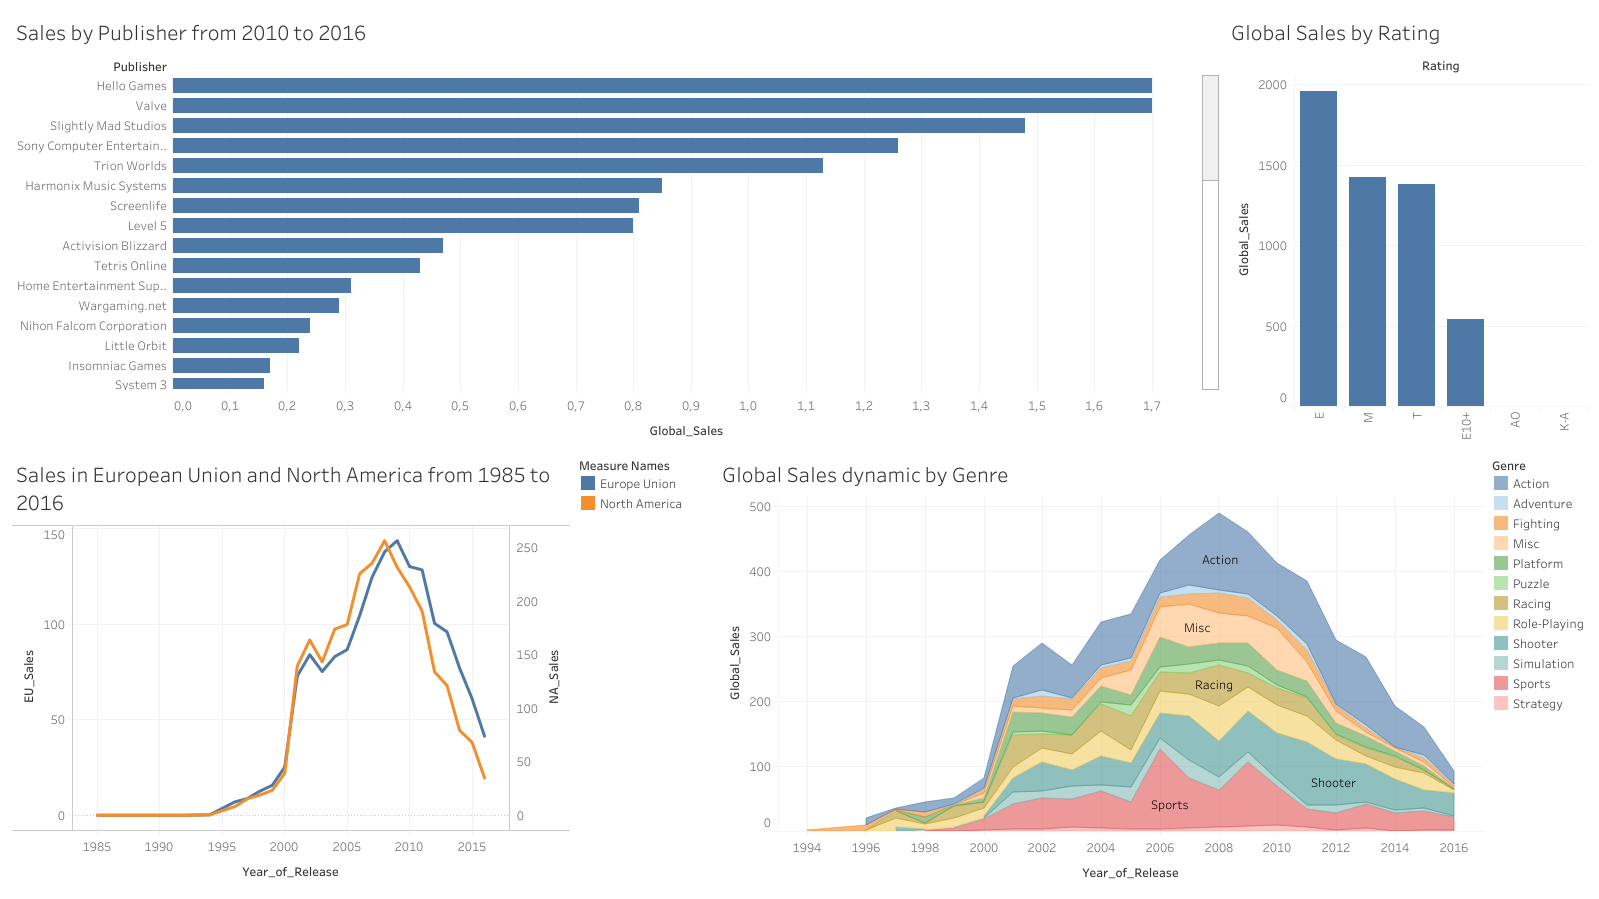 Sales by Publisher from 2010 to 2016
Publisher
Hello Games
Valve
Slightly Mad Studios
Sony Computer Entertain..
Trion Worlds
Harmonix Music Systems
Screenlife
Level 5
Activision Blizzard
Tetris Online
Home Entertainment Sup..
Wargaming.net
Nihon Falcom Corporation
Little Orbit
Insomniac Games
System 3
0,0 0,1 0,2 0,3 0,4 0,5 0,6 0,7 0,8 0,9 1,0 1,1 1,2 1,3 1,4 1,5 1,6 1,7
Global_Sales
Global Sales by Rating
Rating
2000
1500
1000
500
0
Global_Sales
E M T E10+ AO K-A
Sales in European Union and North America from 1985 to
2016
Measure Names
Europe Union
North America
150
100
50
0
EU_Sales
250
200
150
100
50
0
NA_Sales
1985 1990 1995 2000 2005 2010 2015
Year_of_Release
Global Sales dynamic by Genre
500
400
300
200
100
0
Global_Sales
Action
Misc
Racing
Shooter
Sports
1994 1996 1998 2000 2002 2004 2006 2008 2010 2012 2014 2016
Year_of_Release
Genre
Action
Adventure
Fighting
Misc
Platform
Puzzle
Racing
Role-Playing
Shooter
Simulation
Sports
Strategy